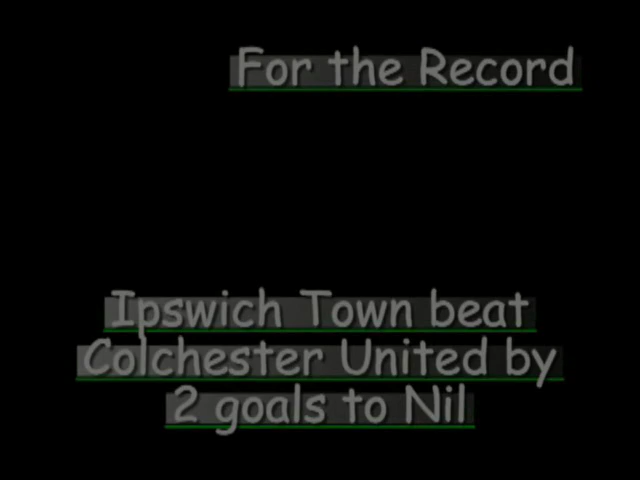 For the Record
Ipswich Town beat
Colchester United by
2 goals to Nil